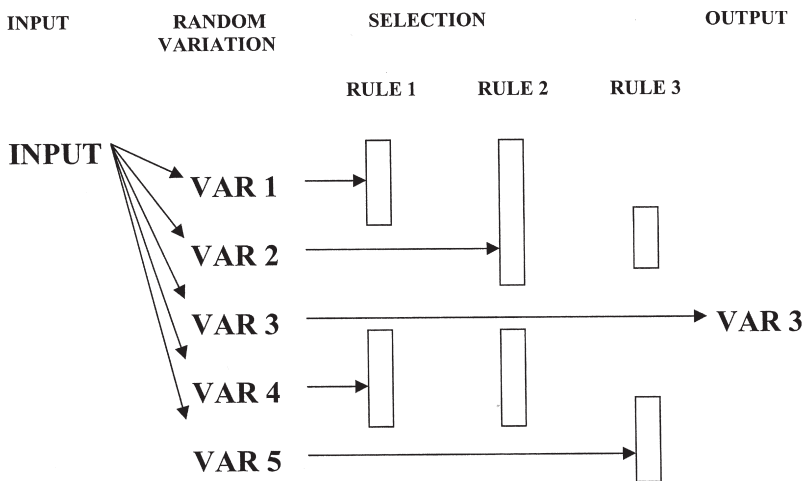 INPUT
RANDOM
VARIATION
SELECTION
OUTPUT
RULE 1
RULE 2
RULE 3
INPUT
VAR 1
VAR 2
VAR 3
VAR 3
VAR 4
VAR 5